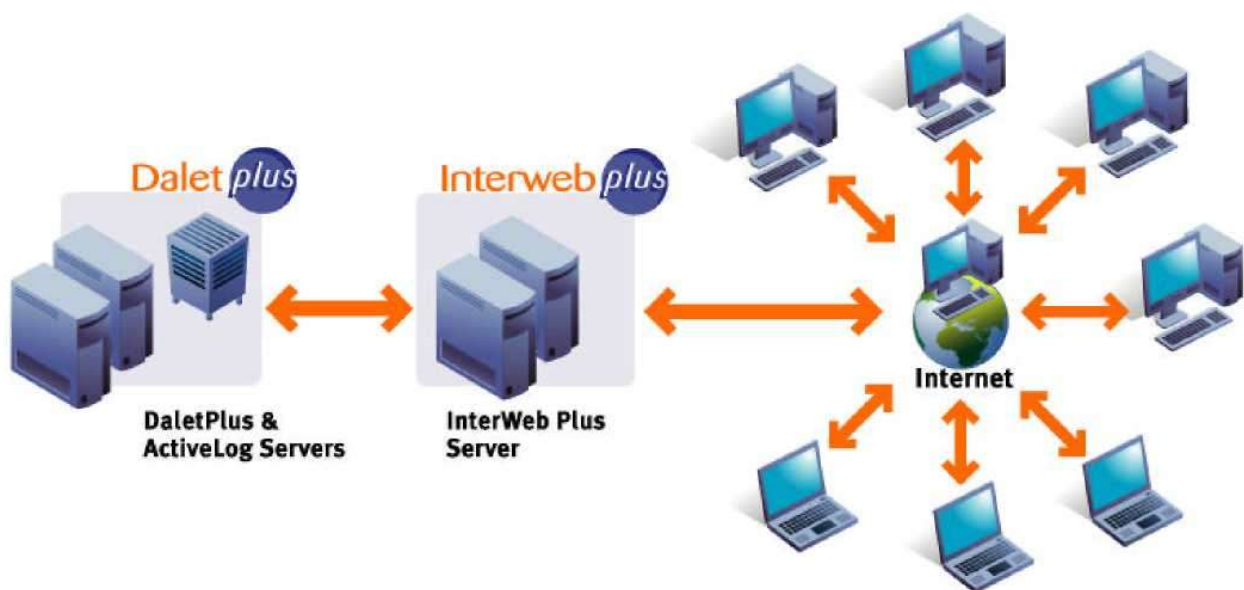 Dalet plus
Interweb plus
Internet
DaletPlus &
ActiveLog Servers
InterWeb Plus
Server